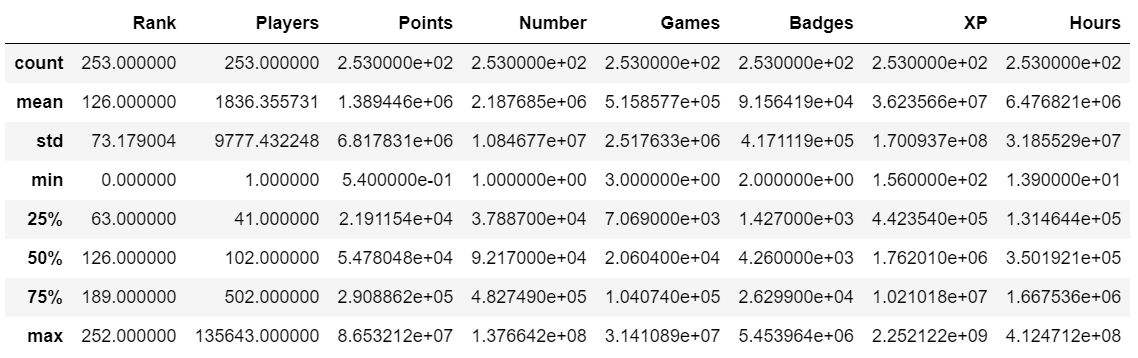 Rank Players Points Number Games Badges XP Hours
count 253.000000 253.000000 2.530000e+02 2.530000e+02 2.530000e+02 2.530000e+02 2.530000e+02 2.530000e+02
mean 126.000000 1836.355731 1.389446e+06 2.187685e+06 5.158577e+05 9.156419e+04 3.623566e+07 6.476821e+06
std 73.179004 9777.432248 6.817831e+06 1.084677e+07 2.517633e+06 4.171119e+05 1.700937e+08 3.185529e+07
min 0.000000 1.000000 5.400000e-01 1.000000e+00 3.000000e+00 2.000000e+00 1.560000e+02 1.390000e+01
25% 63.000000 41.000000 2.191154e+04 3.788700e+04 7.069000e+03 1.427000e+03 4.423540e+05 1.314644e+05
50% 126.000000 102.000000 5.478048e+04 9.217000e+04 2.060400e+04 4.260000e+03 1.762010e+06 3.501921e+05
75% 189.000000 502.000000 2.908862e+05 4.827490e+05 1.040740e+05 2.629900e+04 1.021018e+07 1.667536e+06
max 252.000000 135643.000000 8.653212e+07 1.376642e+08 3.141089e+07 5.453964e+06 2.252122e+09 4.124712e+08